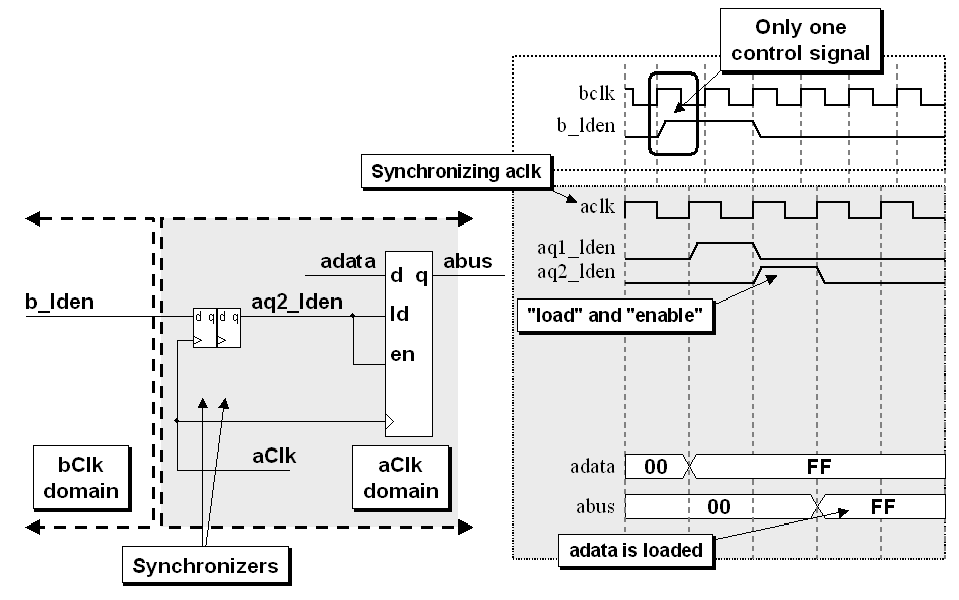 Only one
control signal
bclk
b_lden
Synchronizing aclk
aclk
aq1_lden
aq2_lden
"load" and "enable"
adata
00
FF
abus
00
FF
adata is loaded
b_lden
d q d q
aq2_lden
adata
d q
abus
ld
en
aClk
bClk
domain
aClk
domain
Synchronizers